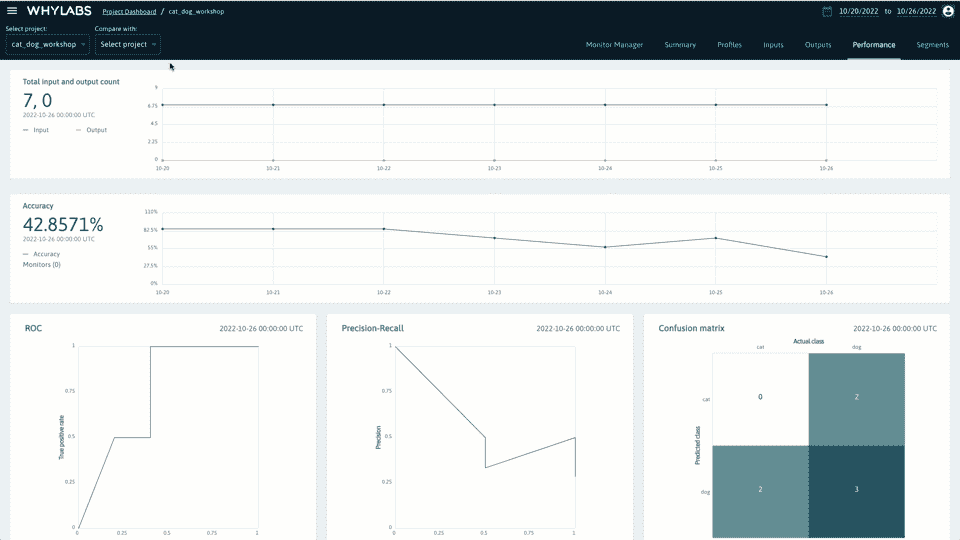 WHYLABS Project Dashboard / cat_dog_workshop 10/20/2022 to 10/26/2022
Select project: Compare with:
cat_dog_workshop Select project Monitor Manager Summary Profiles Inputs Outputs Performance Segments
Total input and output count
7, 0
2022-10-26 00:00:00 UTC
Input Output
9
6.75
4.5
2.25
0
10-20 10-21 10-22 10-23 10-24 10-25 10-26
Accuracy
42.8571%
2022-10-26 00:00:00 UTC
Accuracy
Monitors (0)
110%
82.5%
55%
27.5%
0%
10-20 10-21 10-22 10-23 10-24 10-25 10-26
ROC 2022-10-26 00:00:00 UTC
1
0.75
0.5
0.25
0
True positive rate
0 0.25 0.5 0.75 1
Precision-Recall 2022-10-26 00:00:00 UTC
1
0.75
0.5
0.25
0
Precision
0 0.25 0.5 0.75 1
Confusion matrix 2022-10-26 00:00:00 UTC
Actual class
cat dog
Predicted class
cat 0 2
dog 2 3